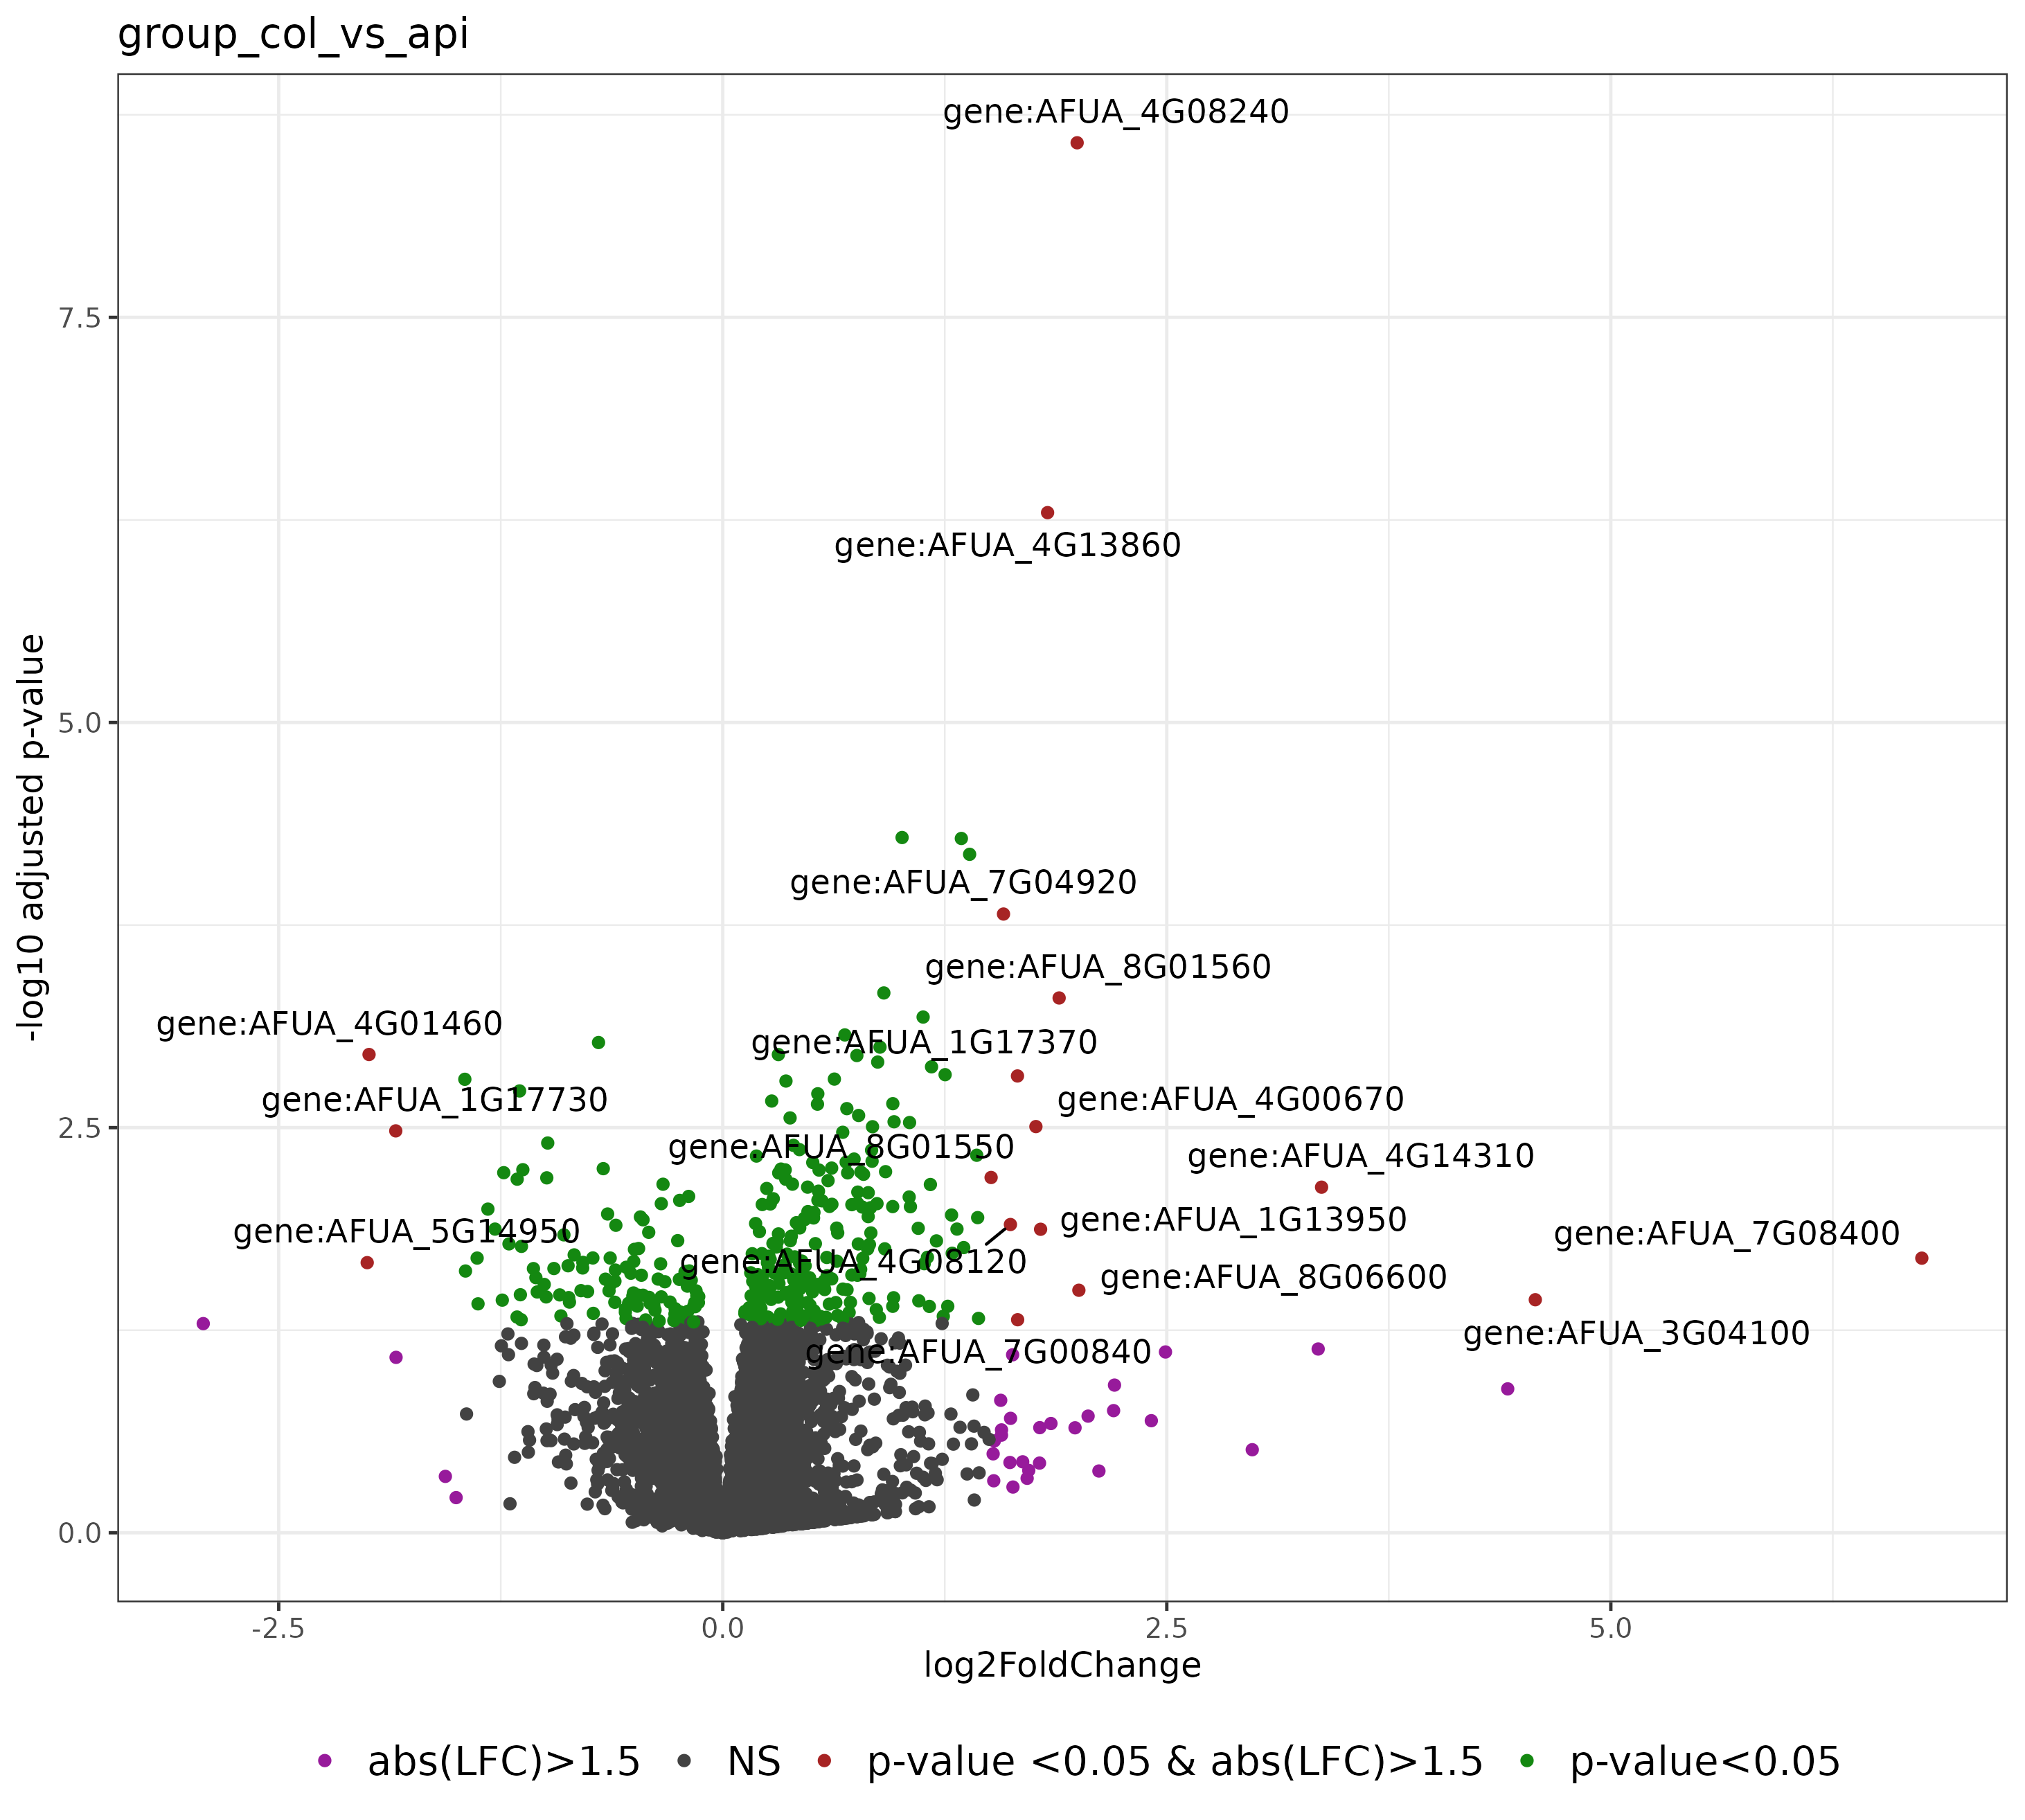 group_col_vs_api
gene:AFUA_4G08240
7.5
gene:AFUA_4G13860
-log10 adjusted p-value
5.0
gene:AFUA_7G04920
gene:AFUA_8G01560
gene:AFUA_4G01460
gene:AFUA_1G17370
gene:AFUA_1G17730
gene:AFUA_4G00670
2.5
gene:AFUA_8G01550
gene:AFUA_4G14310
gene:AFUA_5G14950
gene:AFUA_1G13950
gene:AFUA_7G08400
gene:AFUA_4G08120
gene:AFUA_8G06600
gene:AFUA_3G04100
gene:AFUA_7G00840
0.0
-2.5 0.0 2.5 5.0
log2FoldChange
abs(LFC)>1.5 NS p-value <0.05 & abs(LFC)>1.5 p-value<0.05